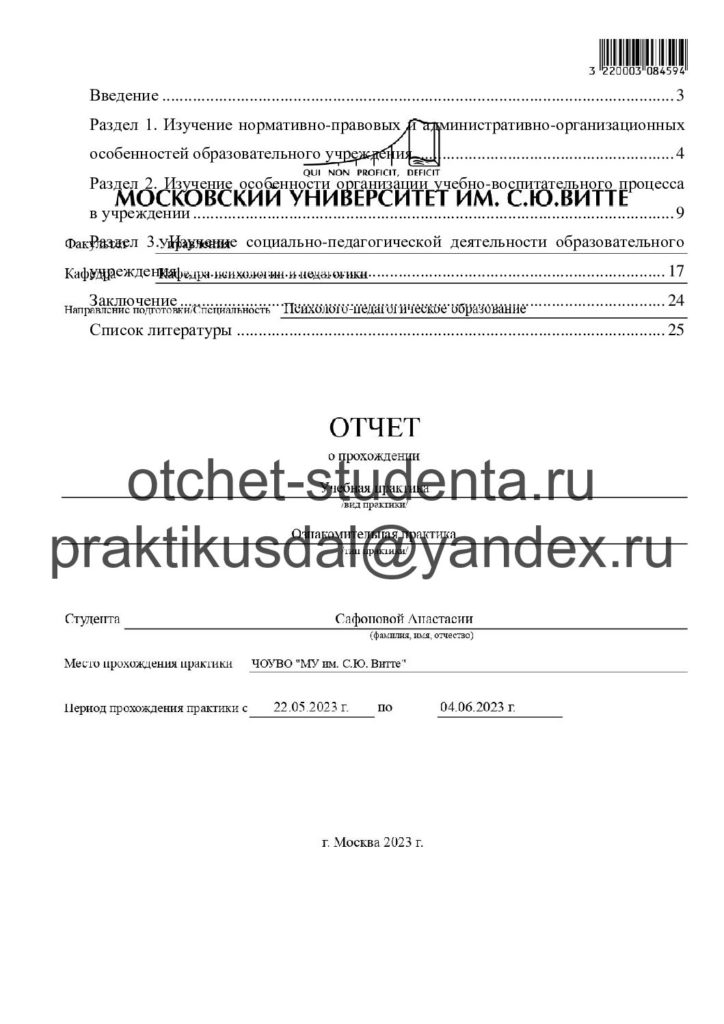 3 220003 084594
Введение ........................................................ 3
Раздел 1. Изучение нормативно-правовых и административно-организационных
особенностей образовательного учреждения ........................................................ 4
QUI NON PROFICIT, DEFICIT
Раздел 2. Изучение особенности организации учебно-воспитательного процесса
МОСКОВСКИЙ УНИВЕРСИТЕТ ИМ. С.Ю.ВИТТЕ
в учреждении ........................................................ 9
Факультет Управления
Раздел 3. Изучение социально-педагогической деятельности образовательного
Кафедра Кафедра психологии и педагогики
учреждения ........................................................ 17
Заключение ........................................................ 24
Направление подготовки/Специальность Психолого-педагогическое образование
Список литературы ........................................................ 25
ОТЧЕТ
о прохождении
otchet-studenta.ru
Учебная практика
/вид практики/
Ознакомительная практика
praktikusdal@yandex.ru
/тип практики/
Студента Сафоновой Анастасии
(фамилия, имя, отчество)
Место прохождения практики ЧОУВО "МУ им. С.Ю. Витте"
Период прохождения практики с 22.05.2023 г. по 04.06.2023 г.
г. Москва 2023 г.